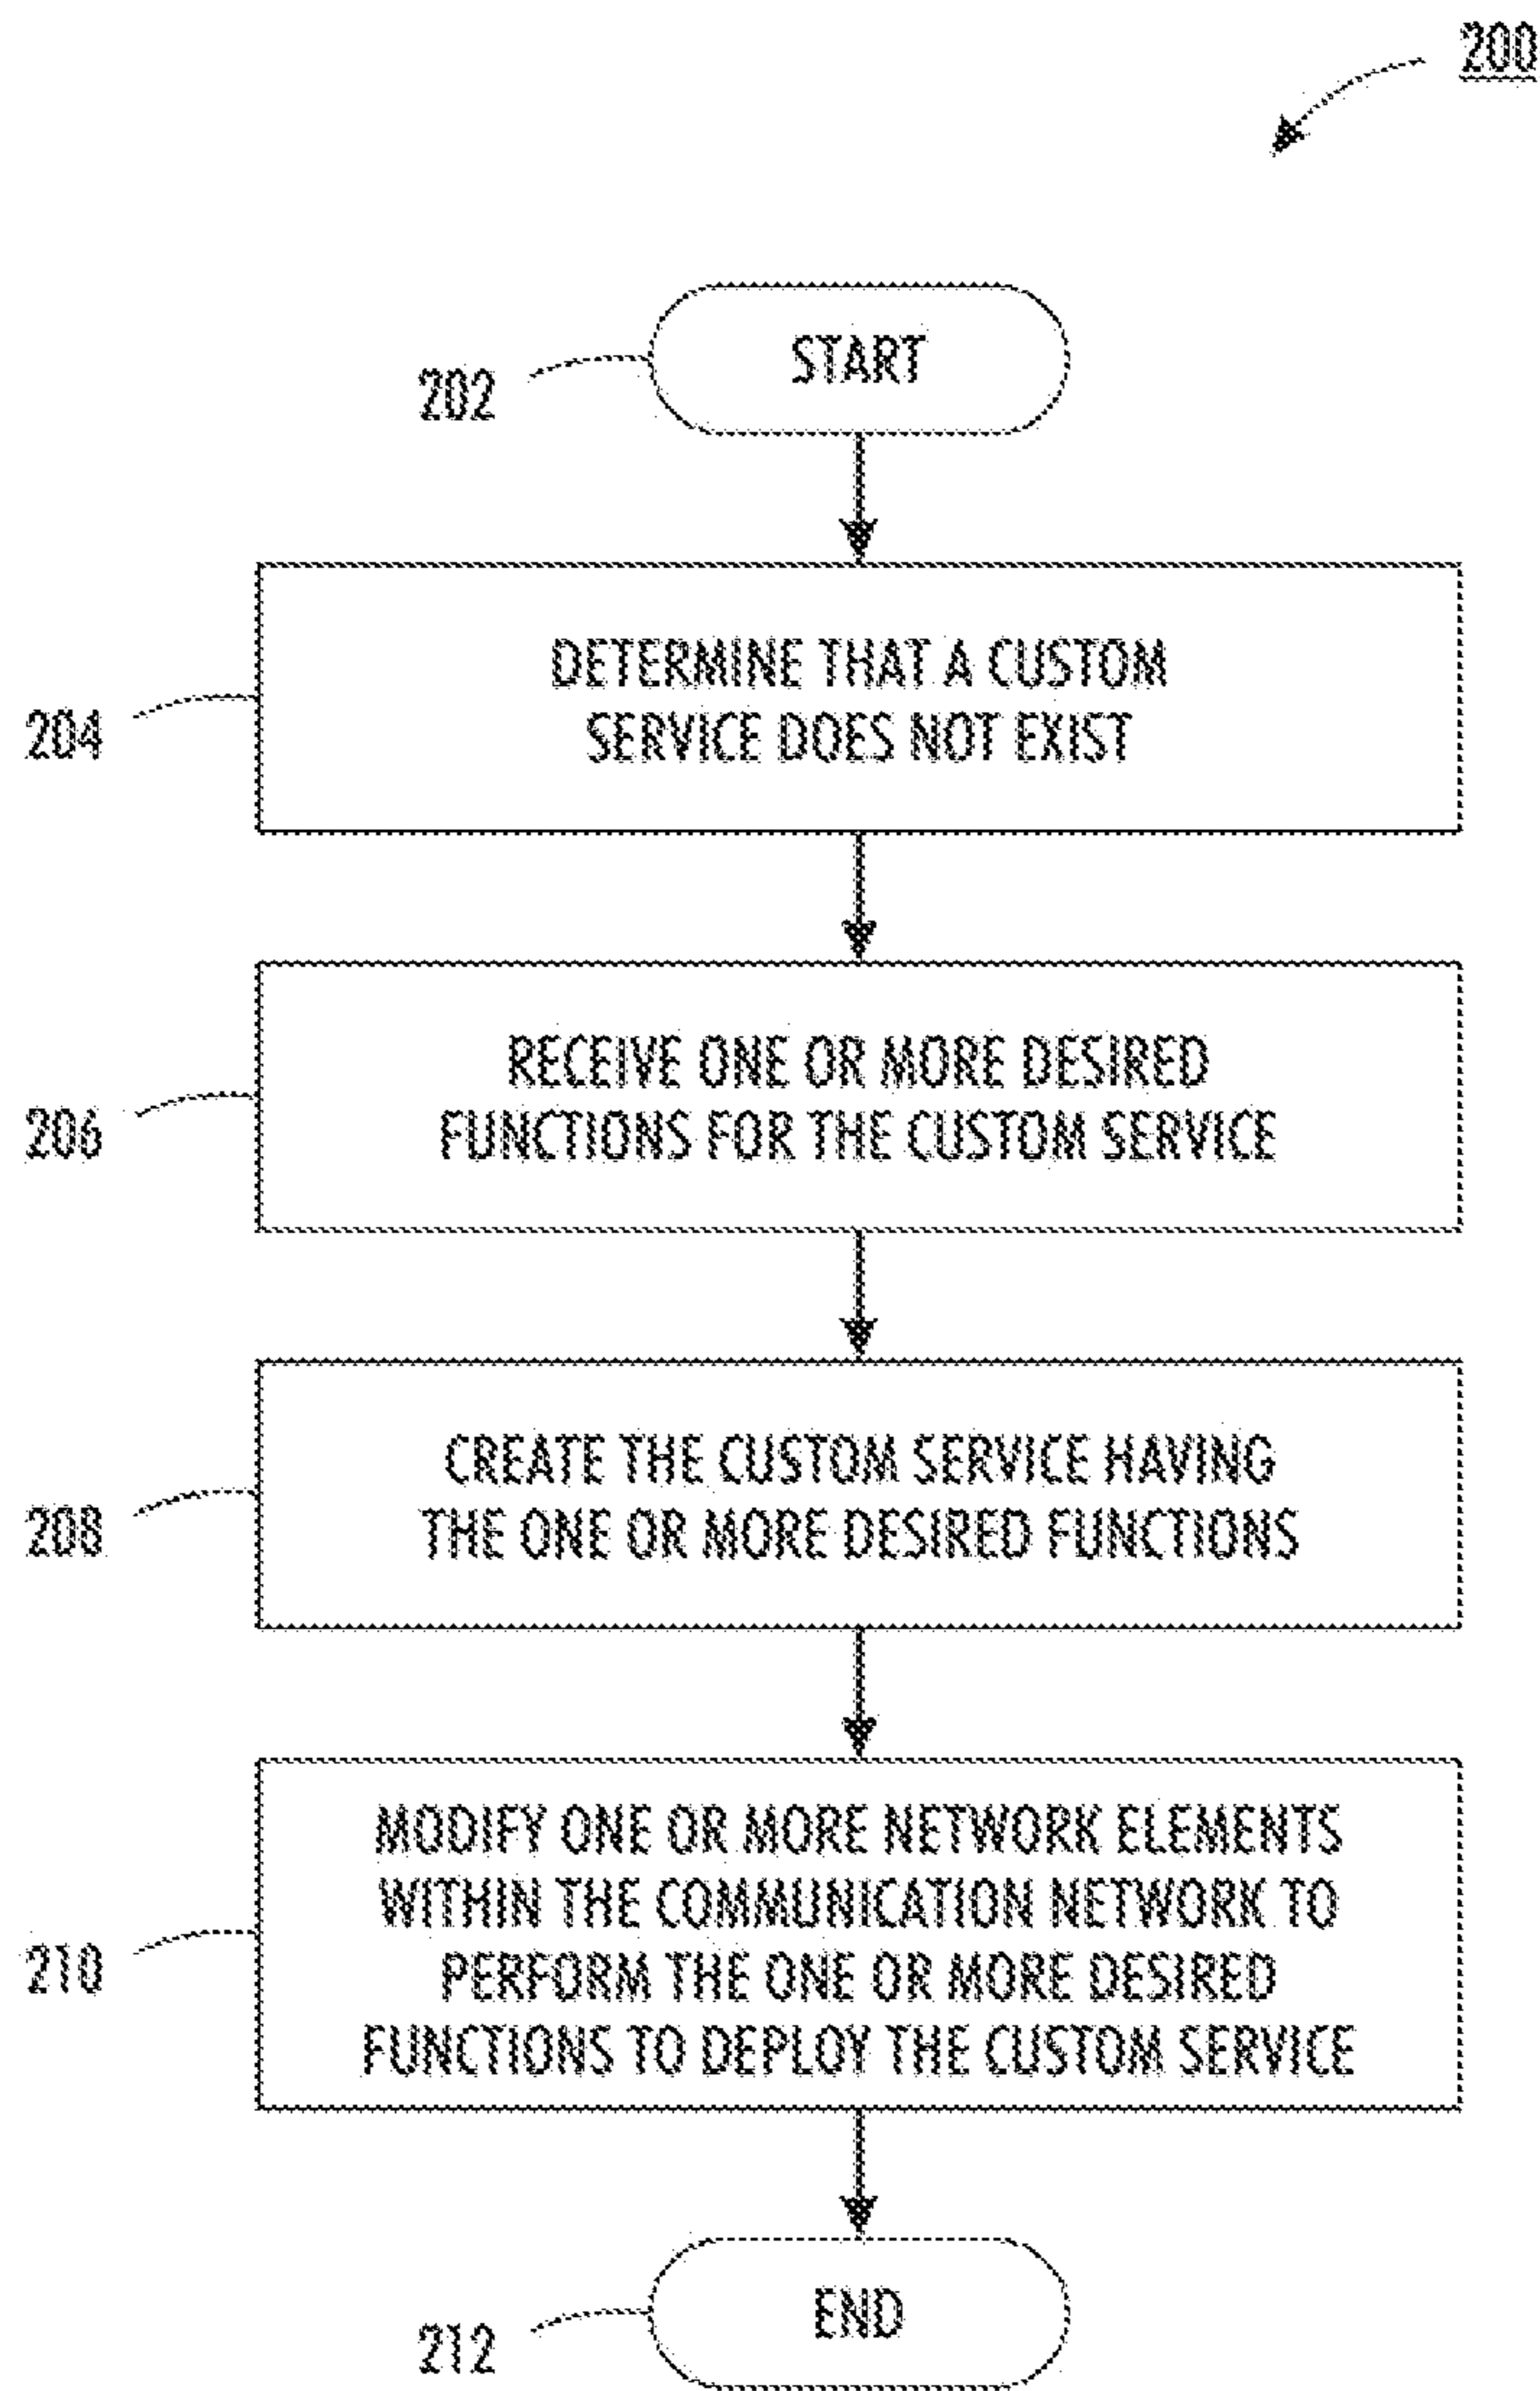 200
START
202
DETERMINE THAT A CUSTOM
SERVICE DOES NOT EXIST
204
RECEIVE ONE OR MORE DESIRED
FUNCTIONS FOR THE CUSTOM SERVICE
206
CREATE THE CUSTOM SERVICE HAVING
THE ONE OR MORE DESIRED FUNCTIONS
208
MODIFY ONE OR MORE NETWORK ELEMENTS
WITHIN THE COMMUNICATION NETWORK TO
PERFORM THE ONE OR MORE DESIRED
FUNCTIONS TO DEPLOY THE CUSTOM SERVICE
210
END
212